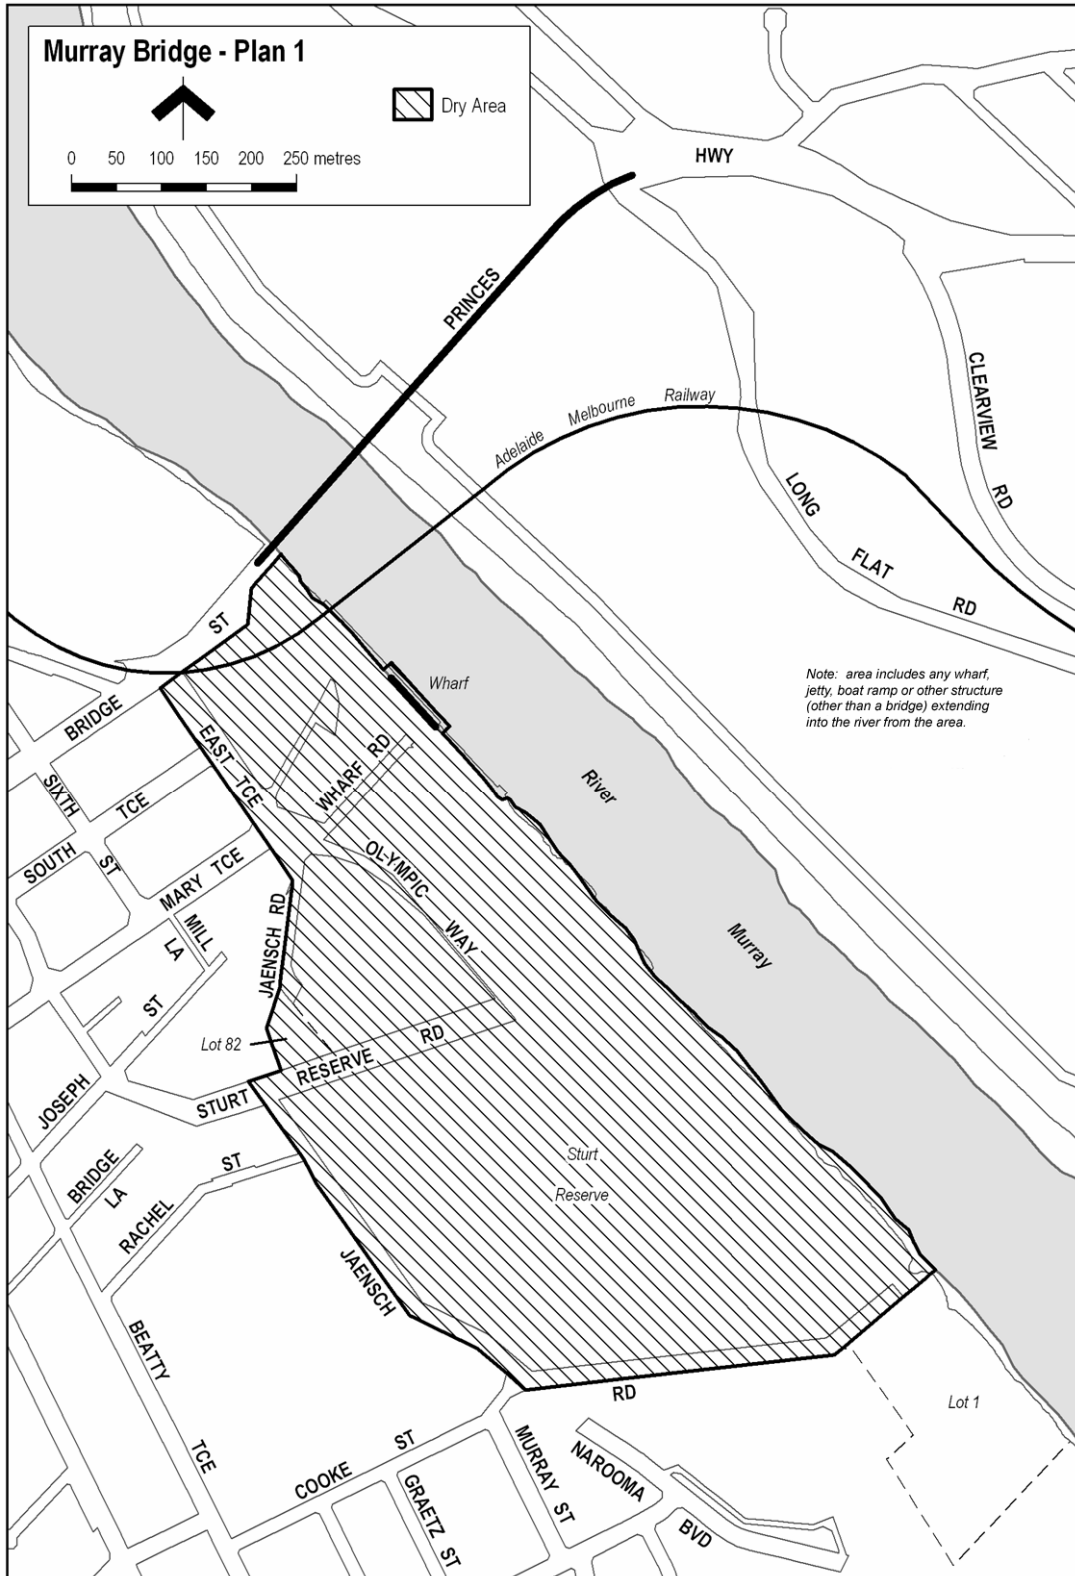 Murray Bridge - Plan 1
Dry Area
0 50 100 150 200 250 metres
HWY
PRINCES
CLEARVIEW
RD
Adelaide Melbourne Railway
LONG
FLAT
RD
ST
BRIDGE
Wharf
Note: area includes any wharf,
jetty, boat ramp or other structure
(other than a bridge) extending
into the river from the area.
EAST TCE
WHARF RD
SIXTH
ST
SOUTH
TCE
River
MARY TCE
OLYMPIC
WAY
MILL
LA
ST
JAENSCH RD
Murray
Lot 82
RESERVE
RD
STURT
JOSEPH
ST
BRIDGE
LA
RACHEL
Sturt
Reserve
JAENSCH
RD
BEATTY
TCE
Lot 1
COOKE
ST
GRAETZ ST
MURRAY ST
NAROOMA
BVD